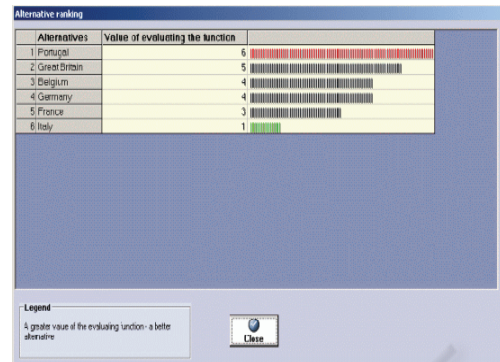 Alternative ranking
Alternatives Value of evaluating the function
1 Portugal 6
2 Great Britain 5
3 Belgium 4
4 Germany 4
5 France 3
6 Italy 1
Legend
A greater value of the evaluating function - a better
alternative
Close